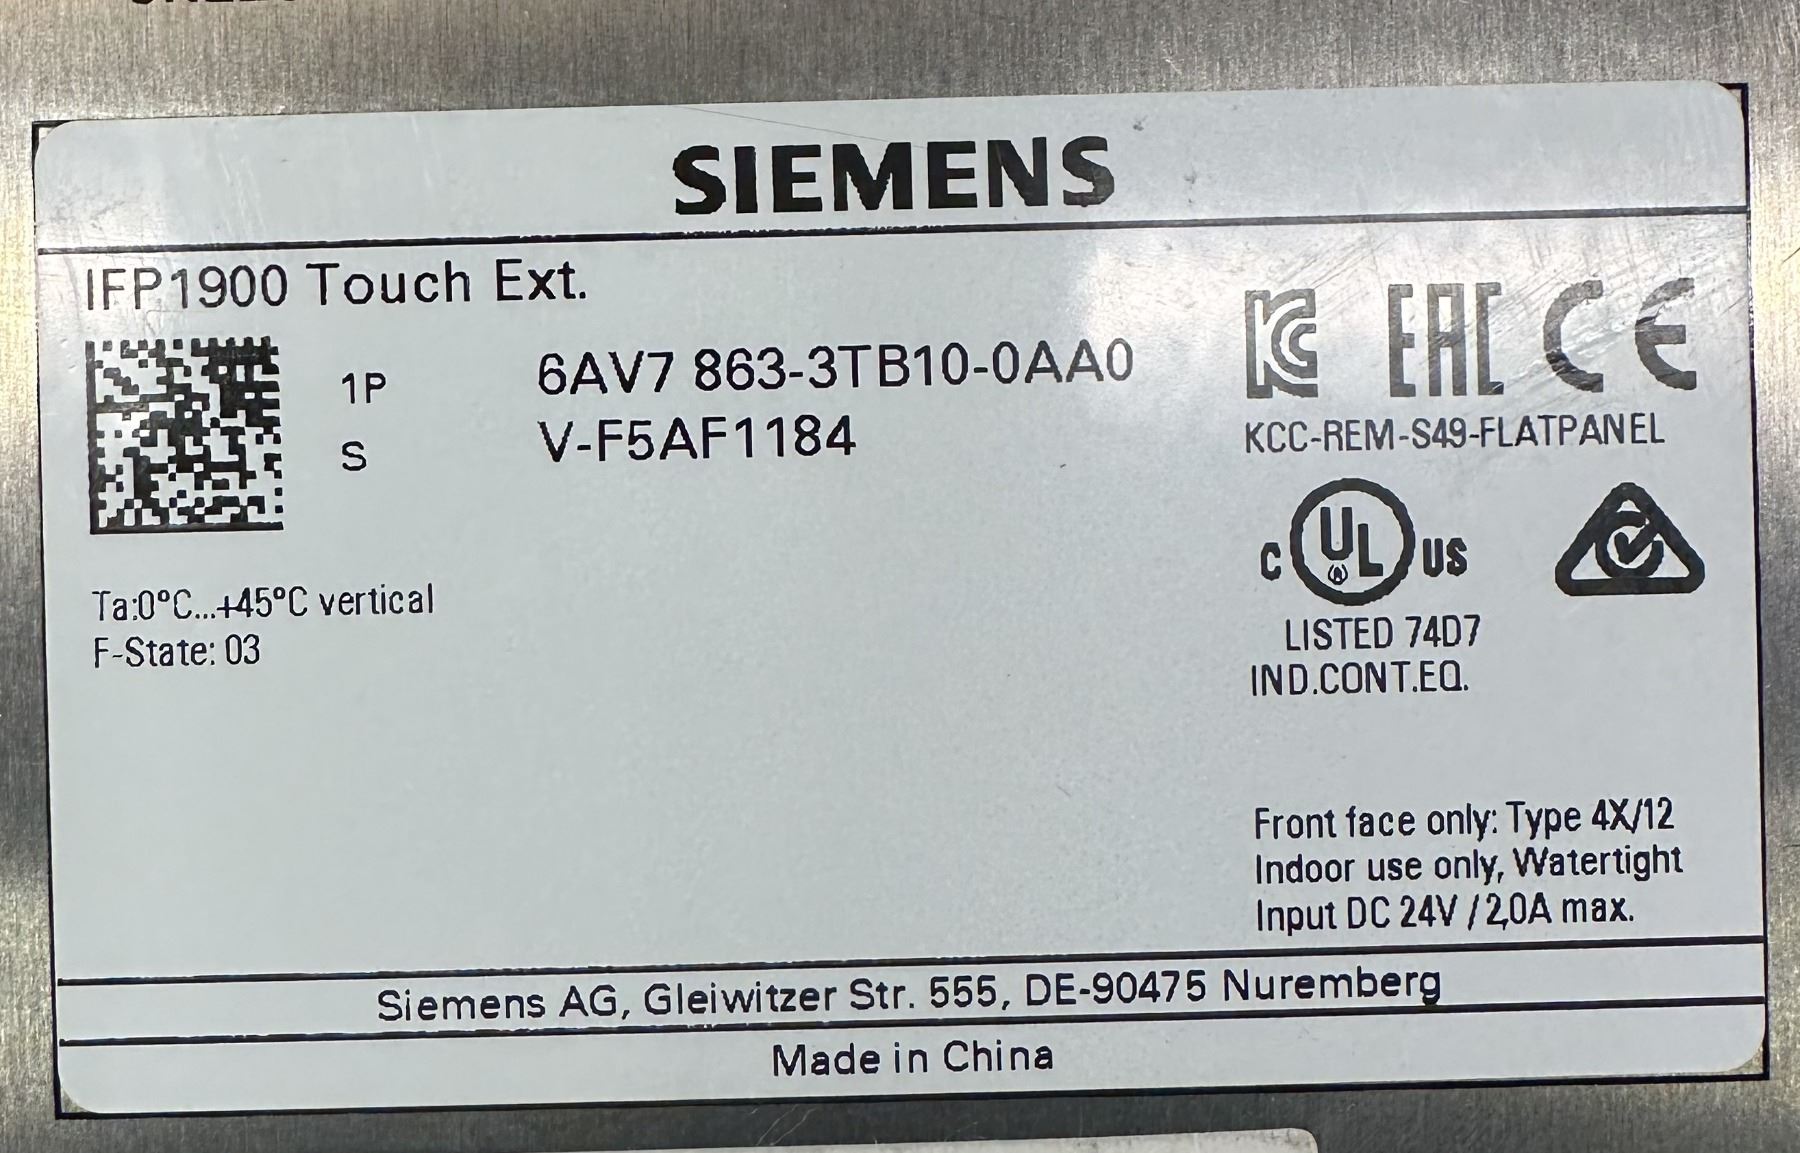 SIEMENS
IFP1900 Touch Ext.
1P 6AV7 863-3TB10-0AA0
S V-F5AF1184
KC EAC CE
KCC-REM-S49-FLATPANEL
C UL US
®
LISTED 74D7
IND.CONT.EQ.
Ta:0°C...+45°C vertical
F-State: 03
Front face only: Type 4X/12
Indoor use only, Watertight
Input DC 24V / 2,0A max.
Siemens AG, Gleiwitzer Str. 555, DE-90475 Nuremberg
Made in China